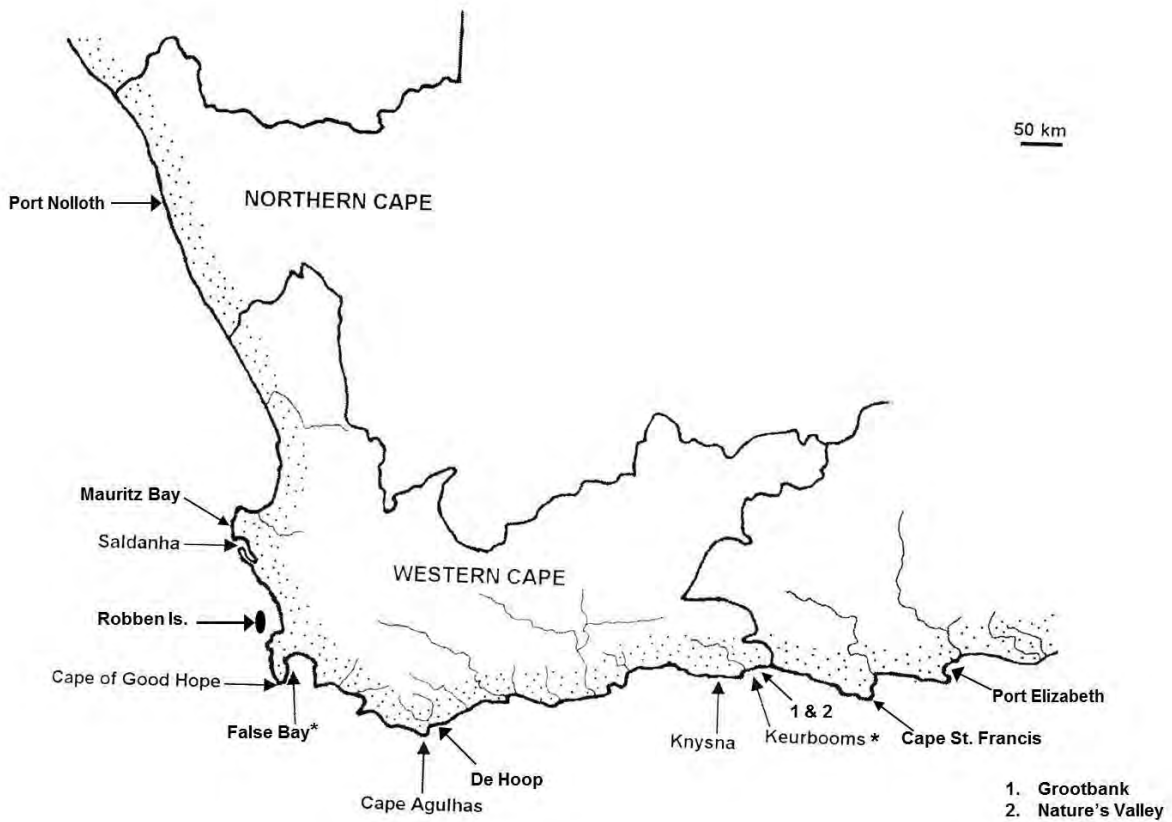 50 km
NORTHERN CAPE
Port Nolloth
Mauritz Bay
Saldanha
WESTERN CAPE
Robben Is.
Cape of Good Hope
False Bay*
De Hoop
Cape Agulhas
Knysna
1 & 2
Keurbooms *
Cape St. Francis
Port Elizabeth
1. Grootbank
2. Nature's Valley